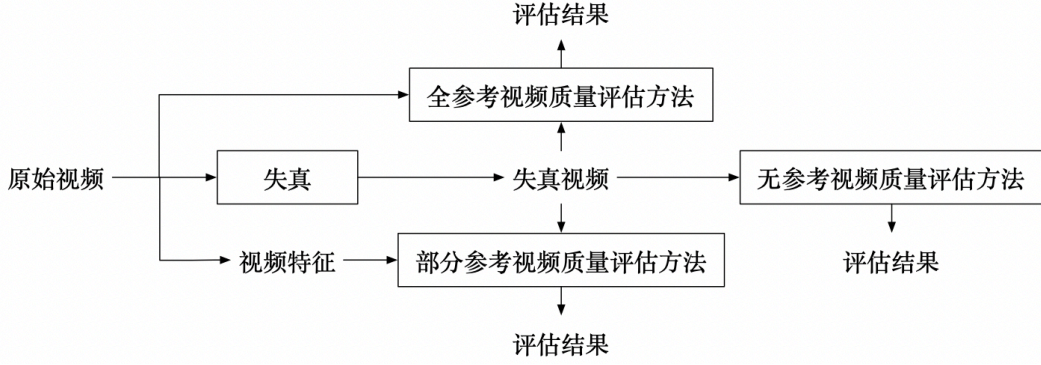 评估结果
全参考视频质量评估方法
原始视频
失真
失真视频
无参考视频质量评估方法
视频特征
部分参考视频质量评估方法
评估结果
评估结果